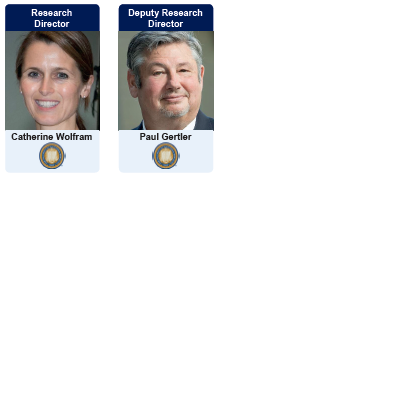 Research
Director
Deputy Research
Director
Catherine Wolfram
Paul Gertler